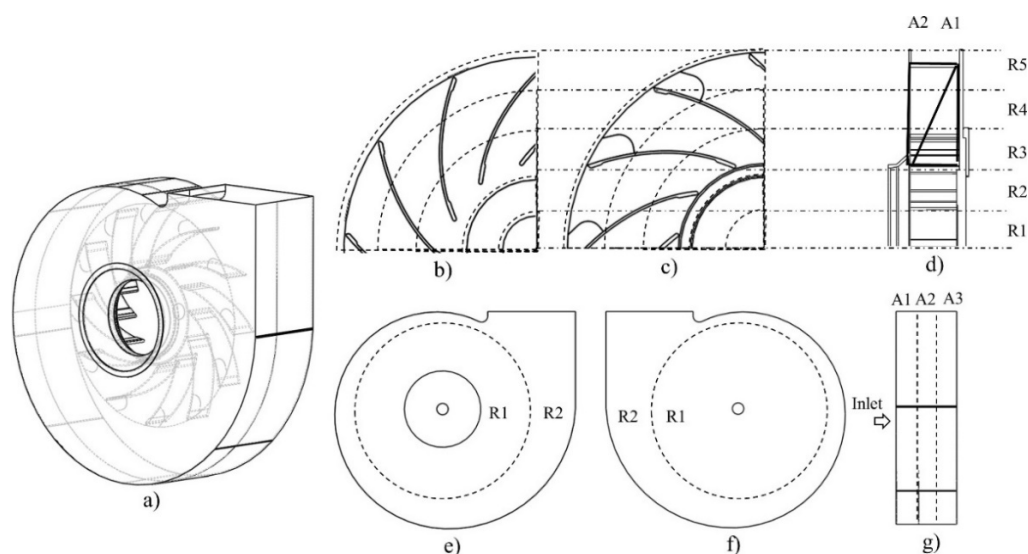 A2 A1
R5
R4
R3
R2
R1
b) c) d)
a)
A1 A2 A3
R1 R2
R2 R1
Inlet
e) f) g)